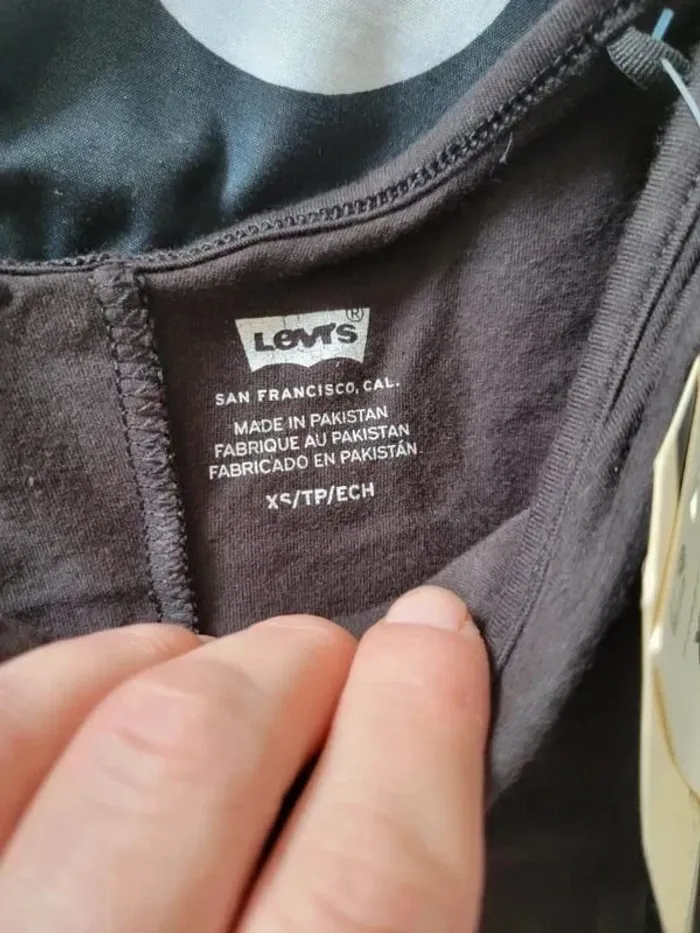 LEVI'S
®
SAN FRANCISCO, CAL.
MADE IN PAKISTAN
FABRIQUE AU PAKISTAN
FABRICADO EN PAKISTÁN
XS/TP/ECH